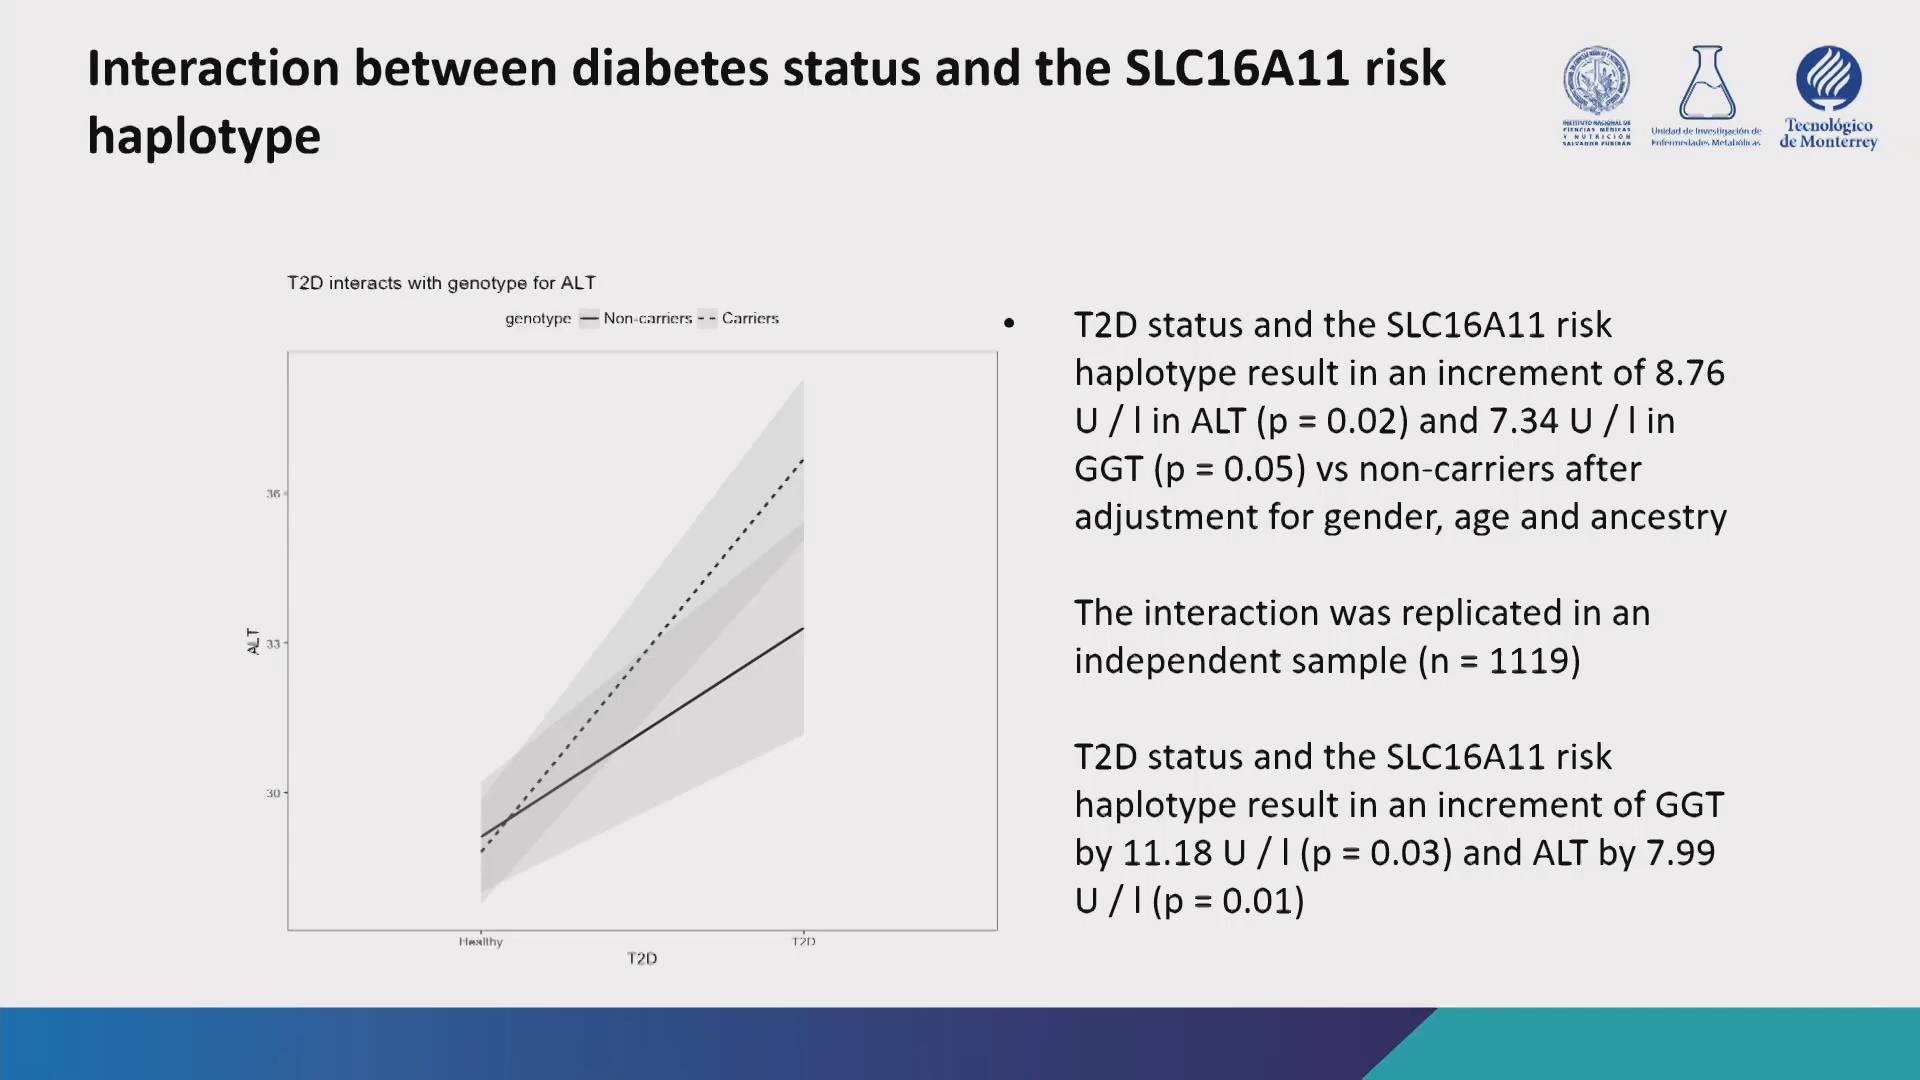 Interaction between diabetes status and the SLC16A11 risk
haplotype
INSTITUTO NACIONAL DE
CIENCIAS MÉDICAS
Y NUTRICIÓN
SALVADOR ZUBIRÁN
Unidad de Investigación de
Enfermedades Metabólicas
Tecnológico
de Monterrey
T2D interacts with genotype for ALT
genotype Non-carriers Carriers
36
33
30
ALT
Healthy
T2D
T2D
• T2D status and the SLC16A11 risk
haplotype result in an increment of 8.76
U / l in ALT (p = 0.02) and 7.34 U / l in
GGT (p = 0.05) vs non-carriers after
adjustment for gender, age and ancestry
The interaction was replicated in an
independent sample (n = 1119)
T2D status and the SLC16A11 risk
haplotype result in an increment of GGT
by 11.18 U / l (p = 0.03) and ALT by 7.99
U / l (p = 0.01)